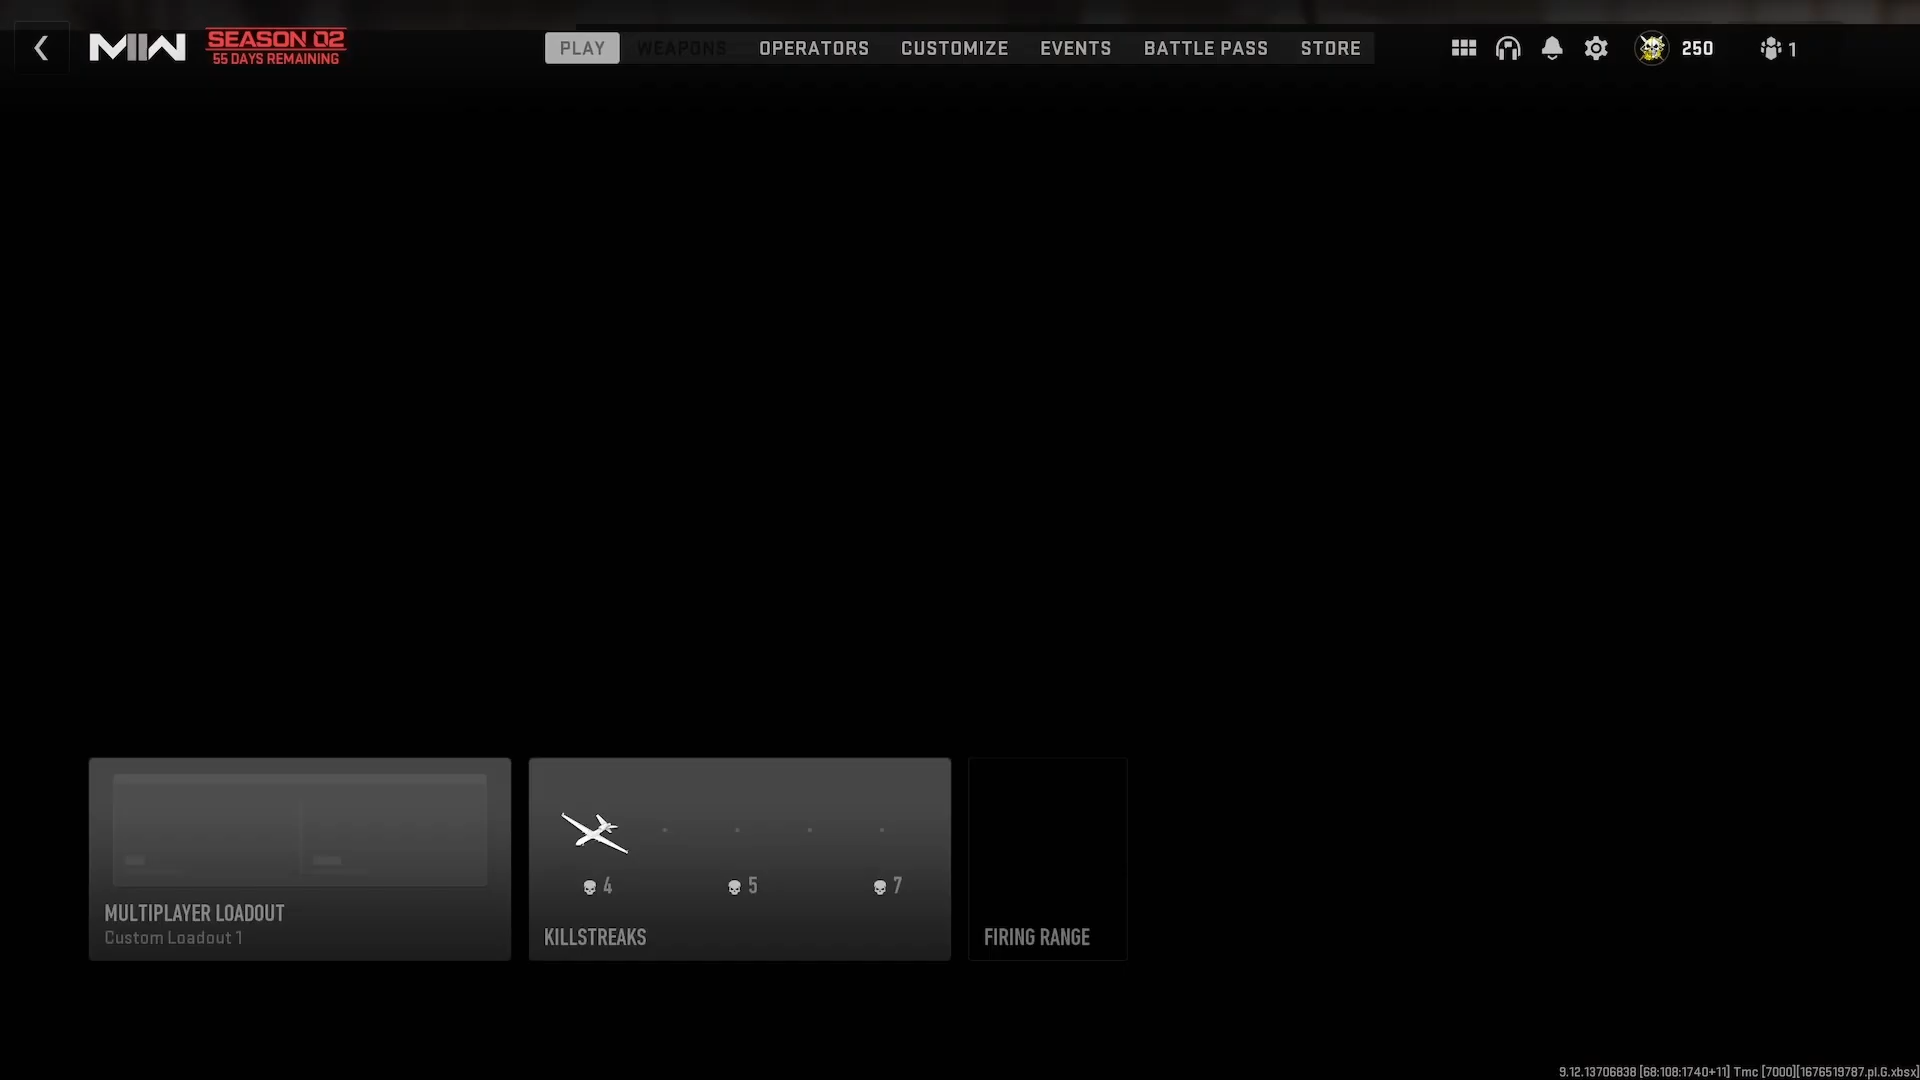 MIIW
SEASON 02
55 DAYS REMAINING
PLAY
WEAPONS
OPERATORS
CUSTOMIZE
EVENTS
BATTLE PASS
STORE
250
1
4
5
7
MULTIPLAYER LOADOUT
Custom Loadout 1
KILLSTREAKS
FIRING RANGE
9.12.13706838 [68:108:1740+11] Tmc [7000][1676519787.pl.G.xbsx]